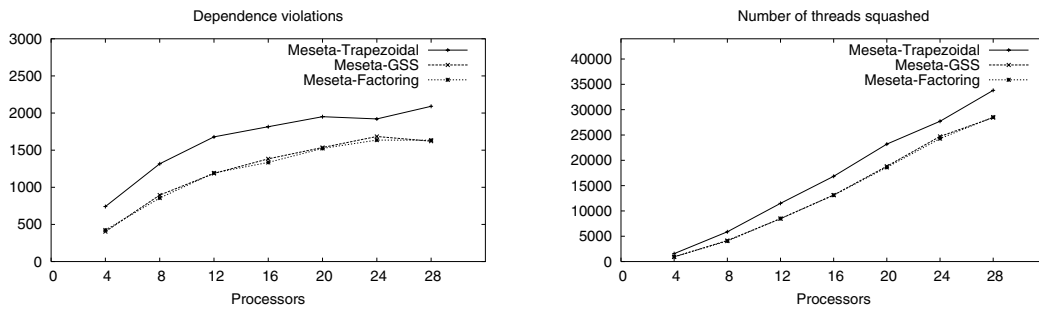 Dependence violations
3000
2500
2000
1500
1000
500
0
0 4 8 12 16 20 24 28
Processors
Meseta-Trapezoidal
Meseta-GSS
Meseta-Factoring
Number of threads squashed
40000
35000
30000
25000
20000
15000
10000
5000
0
0 4 8 12 16 20 24 28
Processors
Meseta-Trapezoidal
Meseta-GSS
Meseta-Factoring